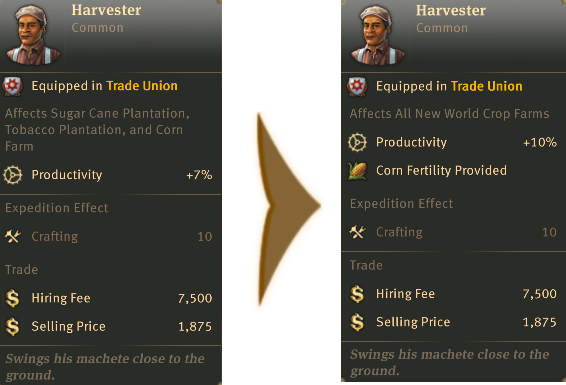 Harvester
Common
Equipped in Trade Union
Affects Sugar Cane Plantation,
Tobacco Plantation, and Corn
Farm
Productivity +7%
Expedition Effect
Crafting 10
Trade
Hiring Fee 7,500
Selling Price 1,875
Swings his machete close to the
ground.
Harvester
Common
Equipped in Trade Union
Affects All New World Crop Farms
Productivity +10%
Corn Fertility Provided
Expedition Effect
Crafting 10
Trade
Hiring Fee 7,500
Selling Price 1,875
Swings his machete close to the
ground.